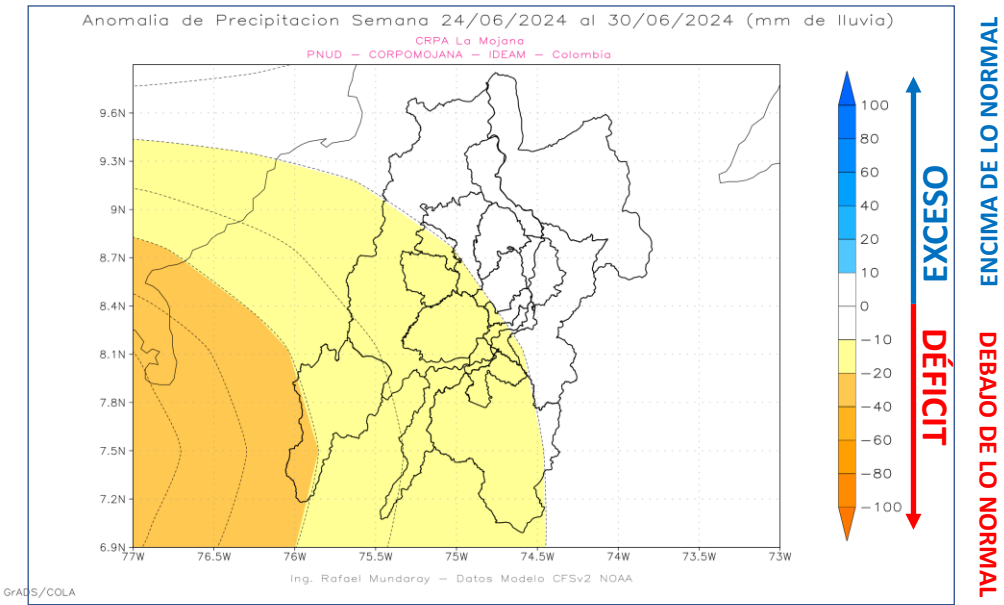 Anomalia de Precipitacion Semana 24/06/2024 al 30/06/2024 (mm de lluvia)
CRPA La Mojana
PNUD – CORPOMOJANA – IDEAM – Colombia
9.6N
9.3N
9N
8.7N
8.4N
8.1N
7.8N
7.5N
7.2N
6.9N
77W
76.5W
76W
75.5W
75W
74.5W
74W
73.5W
73W
100
80
60
40
20
10
0
−10
−20
−40
−60
−80
−100
EXCESO
DÉFICIT
ENCIMA DE LO NORMAL
DEBAJO DE LO NORMAL
Ing. Rafael Mundaray – Datos Modelo CFSv2 NOAA
GrADS/COLA